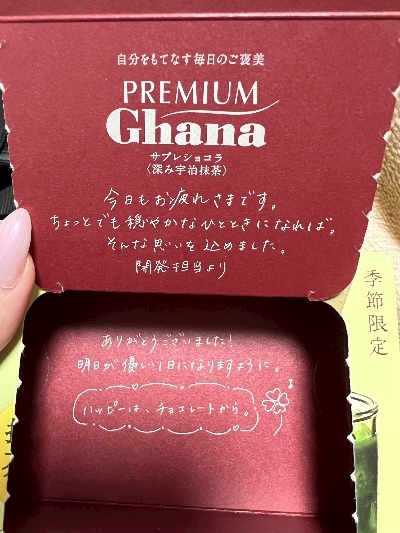 自分をもてなす毎日のご褒美
PREMIUM
Ghana
サブレショコラ
〈深み宇治抹茶〉
今日もお疲れさまです。
ちょっとでも穏やかなひとときになれば。
そんな思いを込めました。
開発担当より
季節限定
ありがとうございました!
明日が優しい1日になりますように。
ハッピーは、チョコレートから。